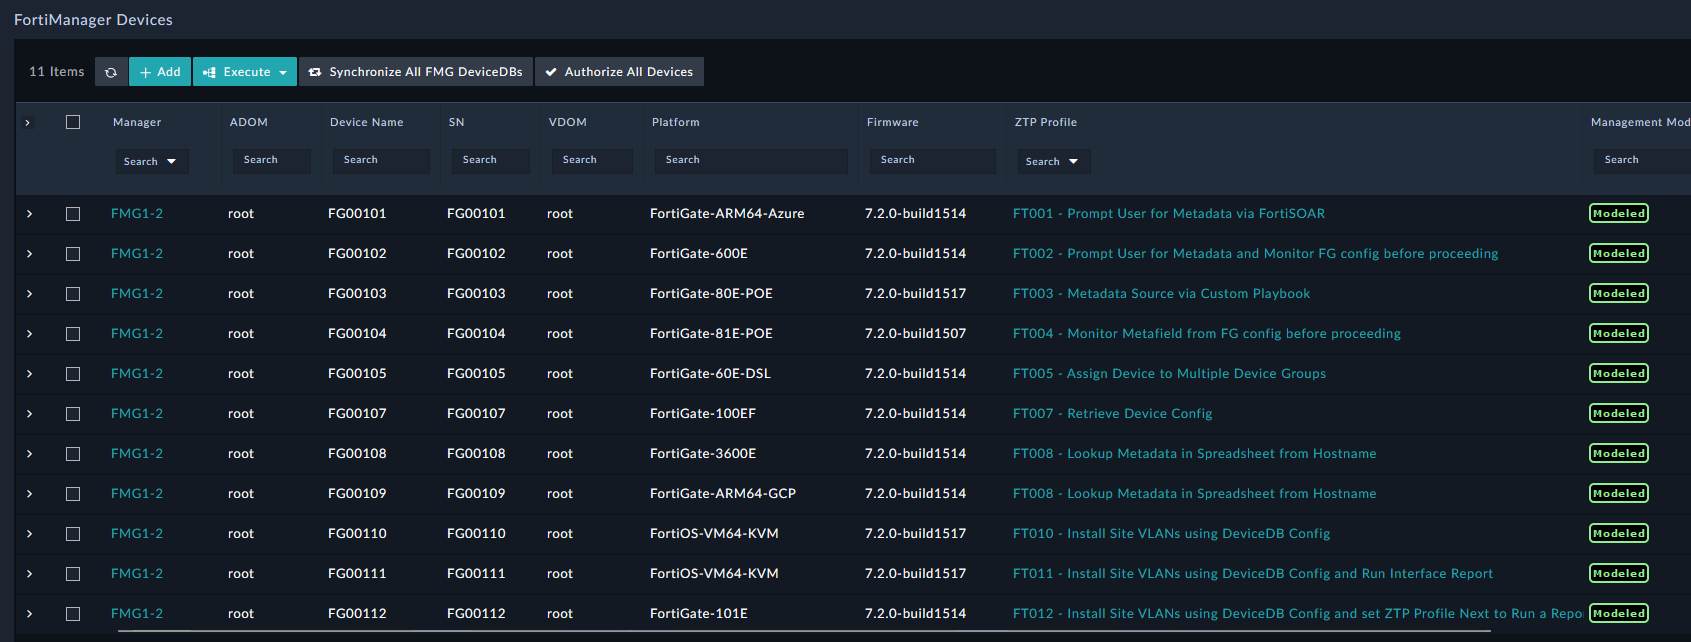 FortiManager Devices
11 Items Add Execute Synchronize All FMG DeviceDBs Authorize All Devices
Manager ADOM Device Name SN VDOM Platform Firmware ZTP Profile Management Mod
Search Search Search Search Search Search Search Search Search
FMG1-2 root FG00101 FG00101 root FortiGate-ARM64-Azure 7.2.0-build1514 FT001 - Prompt User for Metadata via FortiSOAR Modeled
FMG1-2 root FG00102 FG00102 root FortiGate-600E 7.2.0-build1514 FT002 - Prompt User for Metadata and Monitor FG config before proceeding Modeled
FMG1-2 root FG00103 FG00103 root FortiGate-80E-POE 7.2.0-build1517 FT003 - Metadata Source via Custom Playbook Modeled
FMG1-2 root FG00104 FG00104 root FortiGate-81E-POE 7.2.0-build1507 FT004 - Monitor Metafield from FG config before proceeding Modeled
FMG1-2 root FG00105 FG00105 root FortiGate-60E-DSL 7.2.0-build1514 FT005 - Assign Device to Multiple Device Groups Modeled
FMG1-2 root FG00107 FG00107 root FortiGate-100EF 7.2.0-build1514 FT007 - Retrieve Device Config Modeled
FMG1-2 root FG00108 FG00108 root FortiGate-3600E 7.2.0-build1514 FT008 - Lookup Metadata in Spreadsheet from Hostname Modeled
FMG1-2 root FG00109 FG00109 root FortiGate-ARM64-GCP 7.2.0-build1514 FT008 - Lookup Metadata in Spreadsheet from Hostname Modeled
FMG1-2 root FG00110 FG00110 root FortiOS-VM64-KVM 7.2.0-build1517 FT010 - Install Site VLANs using DeviceDB Config Modeled
FMG1-2 root FG00111 FG00111 root FortiOS-VM64-KVM 7.2.0-build1517 FT011 - Install Site VLANs using DeviceDB Config and Run Interface Report Modeled
FMG1-2 root FG00112 FG00112 root FortiGate-101E 7.2.0-build1514 FT012 - Install Site VLANs using DeviceDB Config and set ZTP Profile Next to Run a Repo Modeled